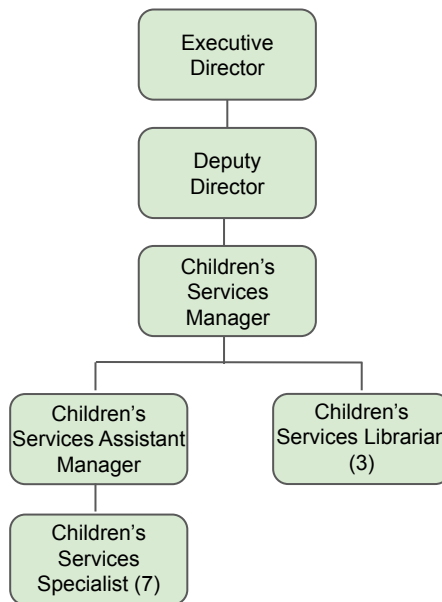 Executive
Director
Deputy
Director
Children’s
Services
Manager
Children’s
Services Assistant
Manager
Children’s
Services Librarian
(3)
Children’s
Services
Specialist (7)